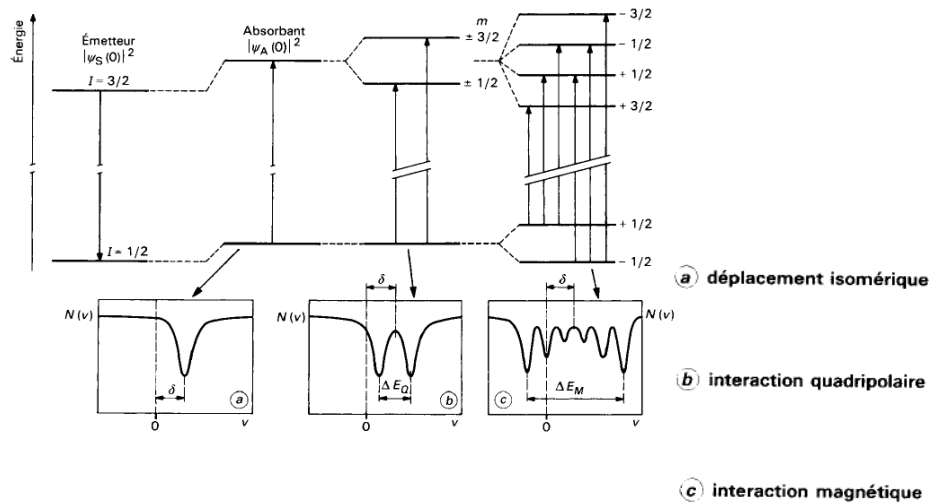 Énergie
Émetteur
|ψS(0)|²
I = 3/2
I = 1/2
Absorbant
|ψA(0)|²
m
± 3/2
± 1/2
− 3/2
− 1/2
+ 1/2
+ 3/2
+ 1/2
− 1/2
N(v)
δ
a
0
v
δ
ΔEQ
b
0
v
N(v)
δ
ΔEM
c
0
v
a déplacement isomérique
b interaction quadripolaire
c interaction magnétique